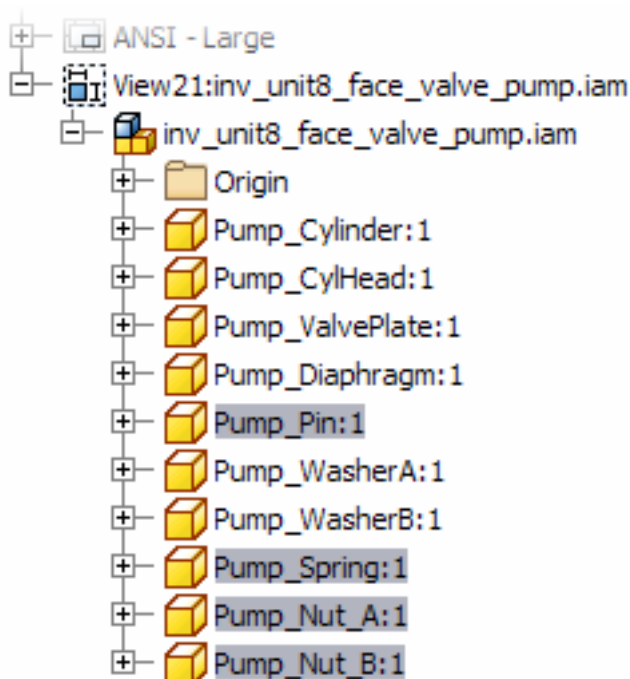 ANSI - Large
View21:inv_unit8_face_valve_pump.iam
inv_unit8_face_valve_pump.iam
Origin
Pump_Cylinder:1
Pump_CylHead:1
Pump_ValvePlate:1
Pump_Diaphragm:1
Pump_Pin:1
Pump_WasherA:1
Pump_WasherB:1
Pump_Spring:1
Pump_Nut_A:1
Pump_Nut_B:1